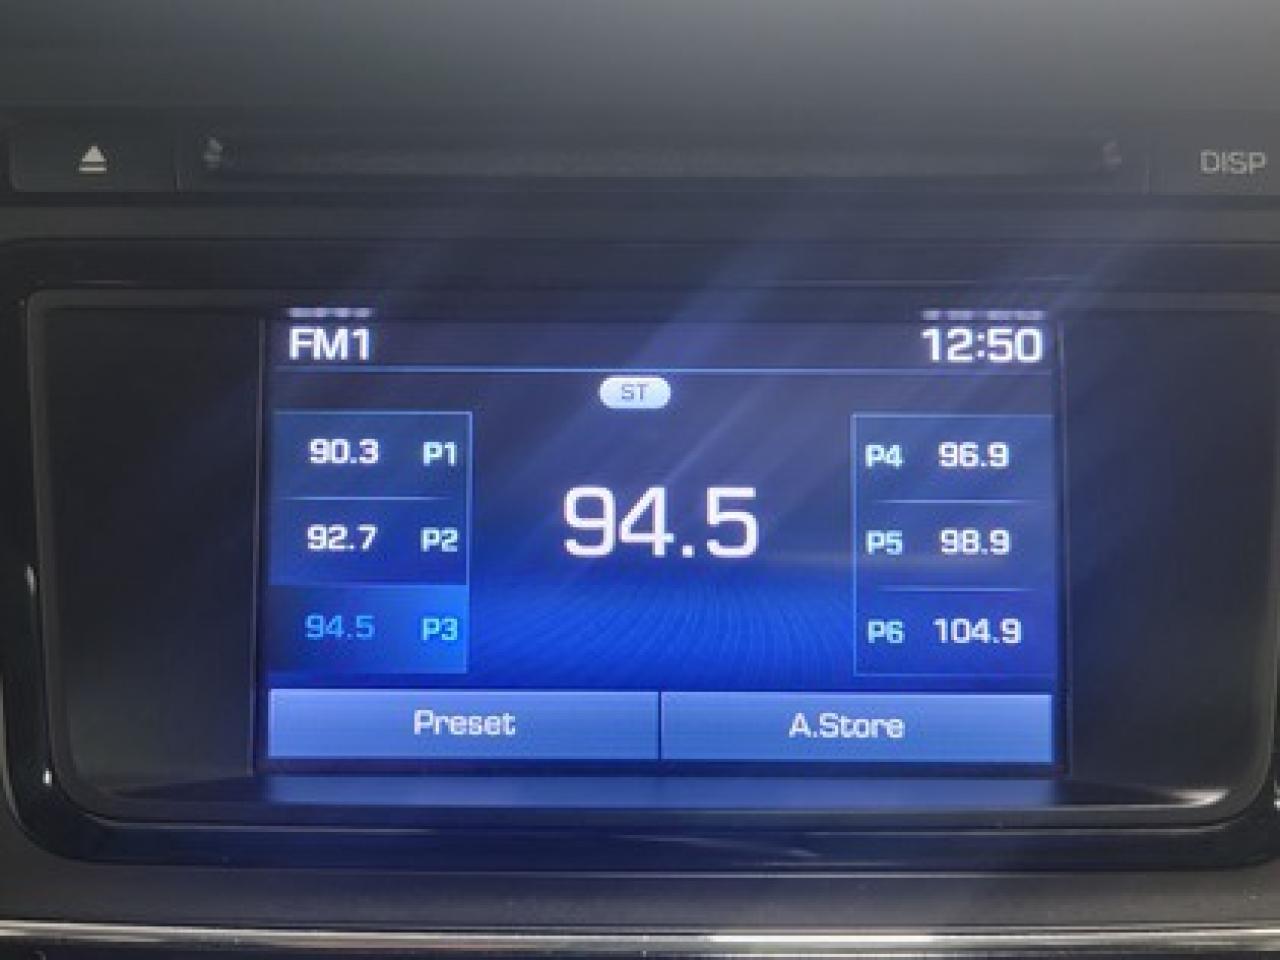 DISP
FM1 12:50
ST
90.3 P1
92.7 P2
94.5 P3
94.5
P4 96.9
P5 98.9
P6 104.9
Preset A.Store